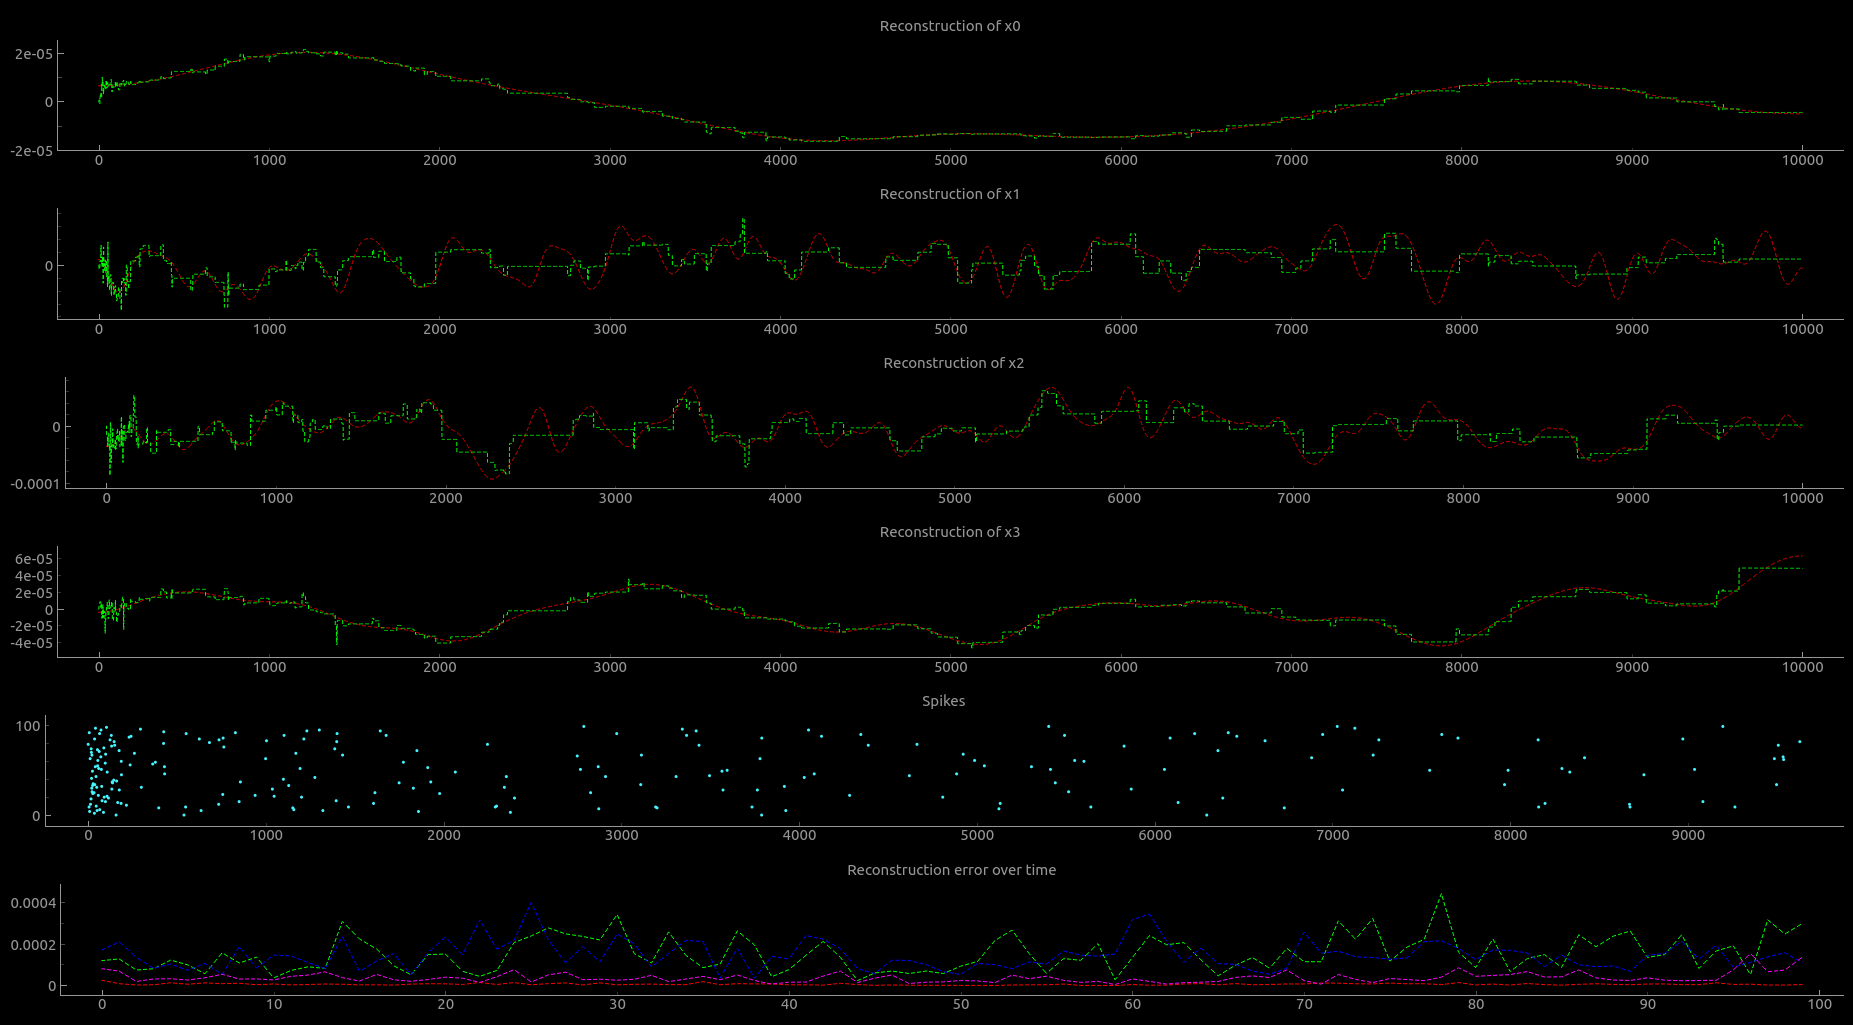 Reconstruction of x0
2e-05
0
-2e-05
0 1000 2000 3000 4000 5000 6000 7000 8000 9000 10000
Reconstruction of x1
0
0 1000 2000 3000 4000 5000 6000 7000 8000 9000 10000
Reconstruction of x2
0
-0.0001
0 1000 2000 3000 4000 5000 6000 7000 8000 9000 10000
Reconstruction of x3
6e-05
4e-05
2e-05
0
-2e-05
-4e-05
0 1000 2000 3000 4000 5000 6000 7000 8000 9000 10000
Spikes
100
0
0 1000 2000 3000 4000 5000 6000 7000 8000 9000
Reconstruction error over time
0.0004
0.0002
0
0 10 20 30 40 50 60 70 80 90 100